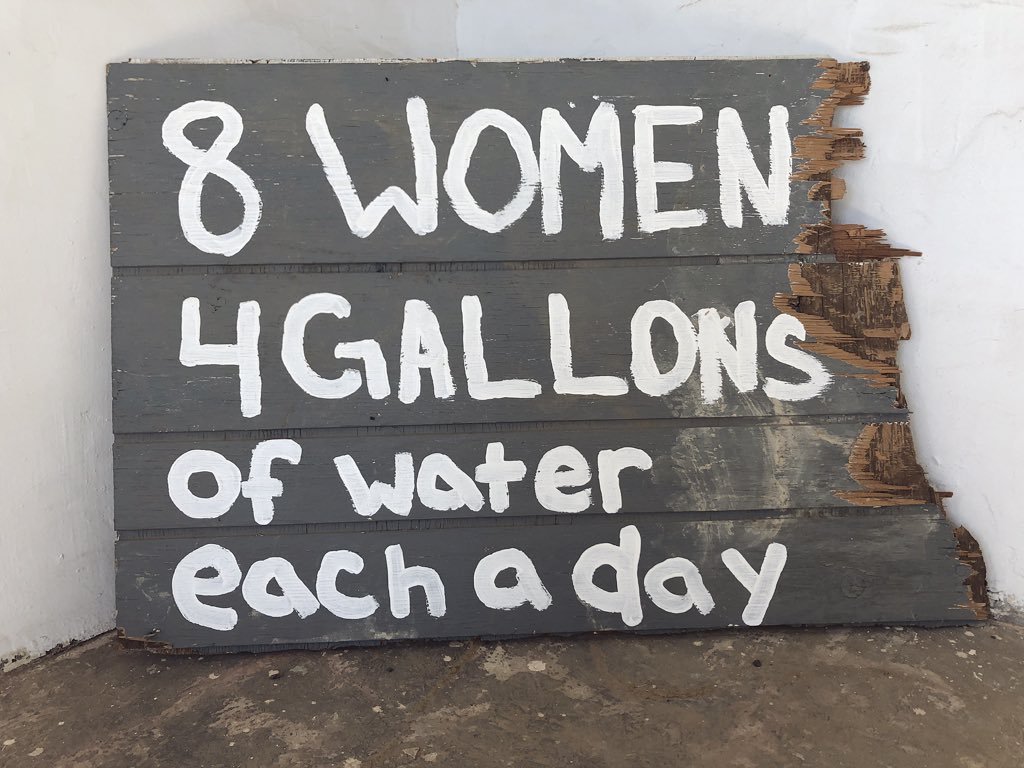 8 WOMEN
4 GALLONS
of water
each a day